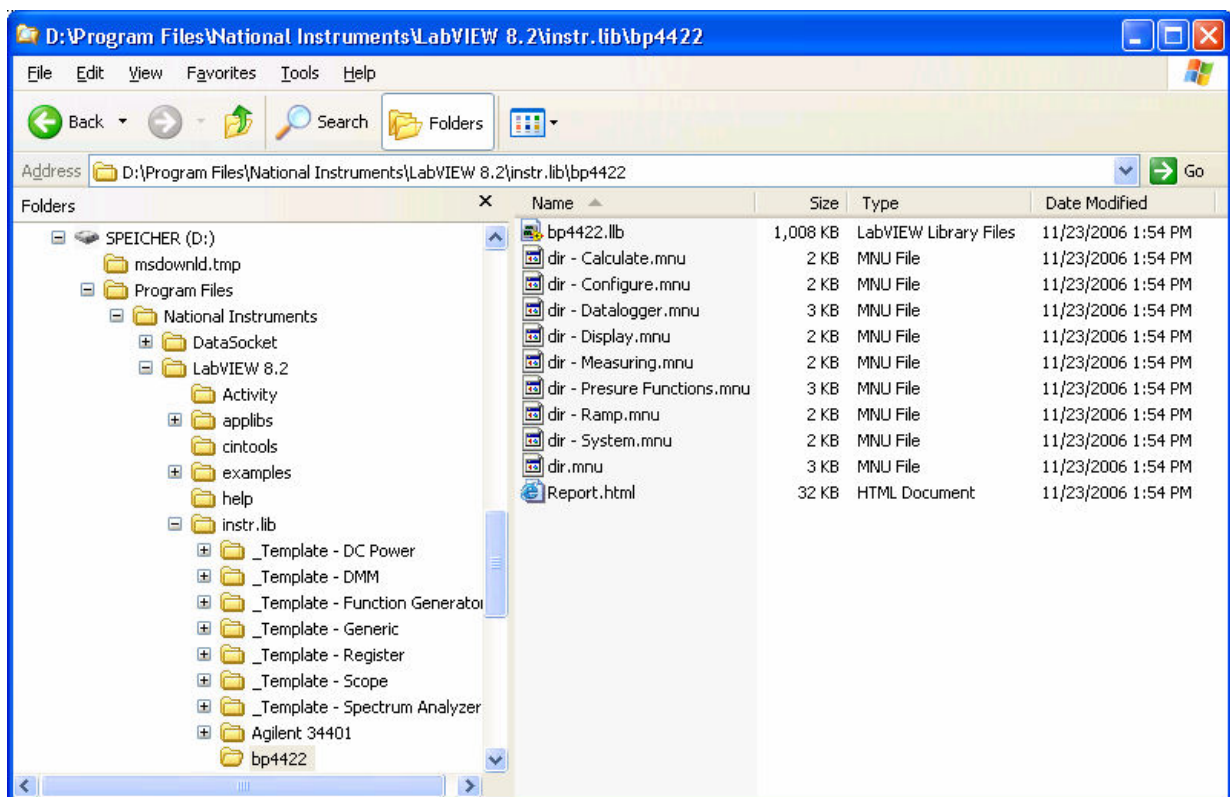 D:\Program Files\National Instruments\LabVIEW 8.2\instr.lib\bp4422
File Edit View Favorites Tools Help
Back Search Folders
Address D:\Program Files\National Instruments\LabVIEW 8.2\instr.lib\bp4422 Go
Folders
SPEICHER (D:)
msdownld.tmp
Program Files
National Instruments
DataSocket
LabVIEW 8.2
Activity
applibs
cintools
examples
help
instr.lib
_Template - DC Power
_Template - DMM
_Template - Function Generator
_Template - Generic
_Template - Register
_Template - Scope
_Template - Spectrum Analyzer
Agilent 34401
bp4422
Name Size Type Date Modified
bp4422.llb 1,008 KB LabVIEW Library Files 11/23/2006 1:54 PM
dir - Calculate.mnu 2 KB MNU File 11/23/2006 1:54 PM
dir - Configure.mnu 2 KB MNU File 11/23/2006 1:54 PM
dir - Datalogger.mnu 3 KB MNU File 11/23/2006 1:54 PM
dir - Display.mnu 2 KB MNU File 11/23/2006 1:54 PM
dir - Measuring.mnu 2 KB MNU File 11/23/2006 1:54 PM
dir - Presure Functions.mnu 3 KB MNU File 11/23/2006 1:54 PM
dir - Ramp.mnu 2 KB MNU File 11/23/2006 1:54 PM
dir - System.mnu 2 KB MNU File 11/23/2006 1:54 PM
dir.mnu 3 KB MNU File 11/23/2006 1:54 PM
Report.html 32 KB HTML Document 11/23/2006 1:54 PM